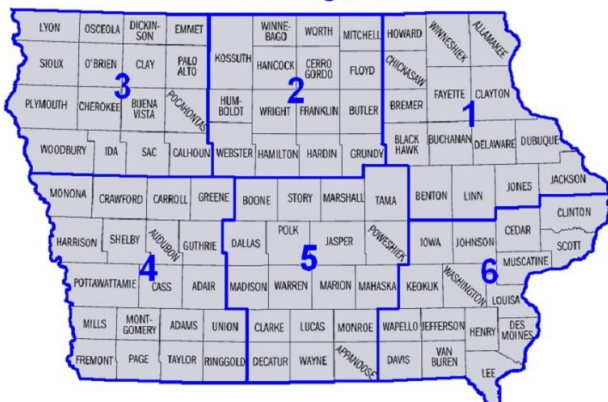 LYON OSCEOLA DICKIN-SON EMMET
SIOUX O'BRIEN CLAY PALO ALTO
3
PLYMOUTH CHEROKEE BUENA VISTA POCAHONTAS
WOODBURY IDA SAC CALHOUN
KOSSUTH WINNE-BAGO WORTH MITCHELL
HANCOCK CERRO GORDO FLOYD
2
HUM-BOLDT WRIGHT FRANKLIN BUTLER
WEBSTER HAMILTON HARDIN GRUNDY
HOWARD WINNESHIEK ALLAMAKEE
CHICKASAW
FAYETTE CLAYTON
1
BREMER
BLACK HAWK BUCHANAN DELAWARE DUBUQUE
BENTON LINN JONES JACKSON
MONONA CRAWFORD CARROLL GREENE
HARRISON SHELBY AUDUBON GUTHRIE
4
POTTAWATTAMIE CASS ADAIR
MILLS MONT-GOMERY ADAMS UNION
FREMONT PAGE TAYLOR RINGGOLD
BOONE STORY MARSHALL TAMA
DALLAS POLK JASPER POWESHIEK
5
MADISON WARREN MARION MAHASKA
CLARKE LUCAS MONROE
DECATUR WAYNE APPANOOSE
CLINTON
CEDAR
SCOTT
IOWA JOHNSON
MUSCATINE
6
KEOKUK WASHINGTON
LOUISA
WAPELLO JEFFERSON HENRY DES MOINES
DAVIS VAN BUREN
LEE